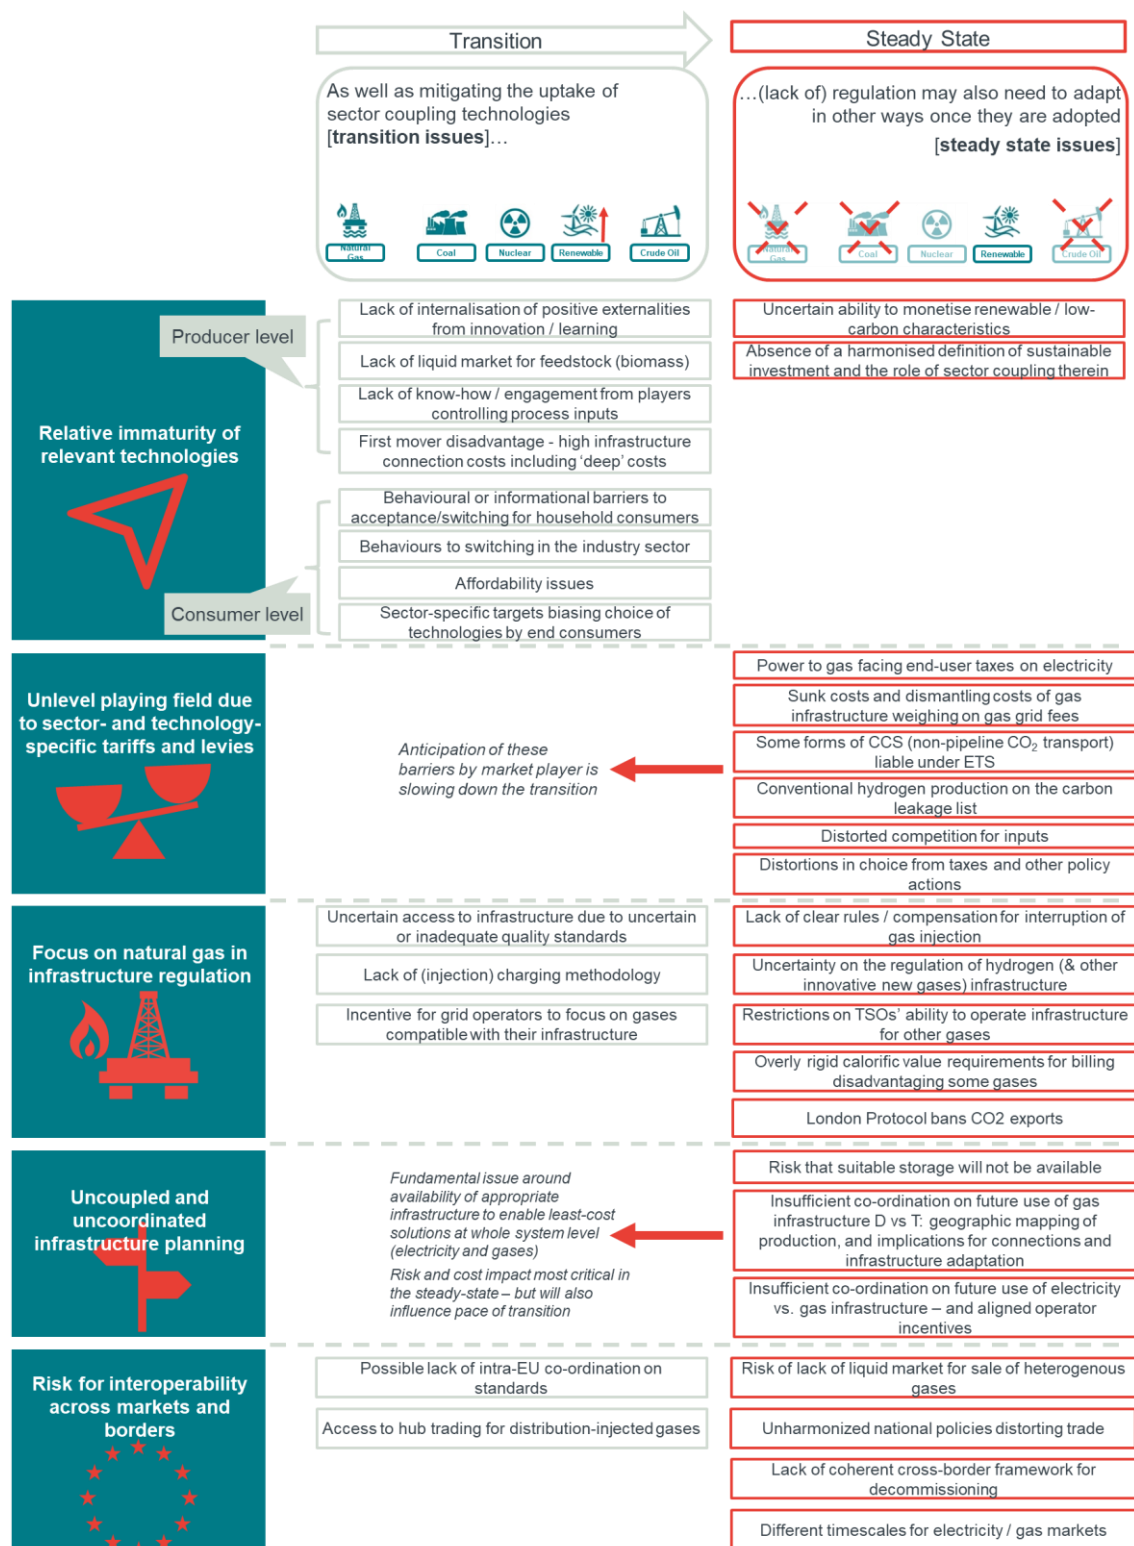 Transition
Steady State
As well as mitigating the uptake of
sector coupling technologies
[transition issues]...
Natural
Gas
Coal
Nuclear
Renewable
Crude Oil
...(lack of) regulation may also need to adapt
in other ways once they are adopted
[steady state issues]
Natural
Gas
Coal
Nuclear
Renewable
Crude Oil
Relative immaturity of
relevant technologies
Producer level
Lack of internalisation of positive externalities
from innovation / learning
Lack of liquid market for feedstock (biomass)
Lack of know-how / engagement from players
controlling process inputs
First mover disadvantage - high infrastructure
connection costs including ‘deep’ costs
Consumer level
Behavioural or informational barriers to
acceptance/switching for household consumers
Behaviours to switching in the industry sector
Affordability issues
Sector-specific targets biasing choice of
technologies by end consumers
Uncertain ability to monetise renewable / low-
carbon characteristics
Absence of a harmonised definition of sustainable
investment and the role of sector coupling therein
Unlevel playing field due
to sector- and technology-
specific tariffs and levies
Anticipation of these
barriers by market player is
slowing down the transition
Power to gas facing end-user taxes on electricity
Sunk costs and dismantling costs of gas
infrastructure weighing on gas grid fees
Some forms of CCS (non-pipeline CO₂ transport)
liable under ETS
Conventional hydrogen production on the carbon
leakage list
Distorted competition for inputs
Distortions in choice from taxes and other policy
actions
Focus on natural gas in
infrastructure regulation
Uncertain access to infrastructure due to uncertain
or inadequate quality standards
Lack of (injection) charging methodology
Incentive for grid operators to focus on gases
compatible with their infrastructure
Lack of clear rules / compensation for interruption of
gas injection
Uncertainty on the regulation of hydrogen (& other
innovative new gases) infrastructure
Restrictions on TSOs’ ability to operate infrastructure
for other gases
Overly rigid calorific value requirements for billing
disadvantaging some gases
London Protocol bans CO2 exports
Uncoupled and
uncoordinated
infrastructure planning
Fundamental issue around
availability of appropriate
infrastructure to enable least-cost
solutions at whole system level
(electricity and gases)
Risk and cost impact most critical in
the steady-state – but will also
influence pace of transition
Risk that suitable storage will not be available
Insufficient co-ordination on future use of gas
infrastructure D vs T: geographic mapping of
production, and implications for connections and
infrastructure adaptation
Insufficient co-ordination on future use of electricity
vs. gas infrastructure – and aligned operator
incentives
Risk for interoperability
across markets and
borders
Possible lack of intra-EU co-ordination on
standards
Access to hub trading for distribution-injected gases
Risk of lack of liquid market for sale of heterogenous
gases
Unharmonized national policies distorting trade
Lack of coherent cross-border framework for
decommissioning
Different timescales for electricity / gas markets